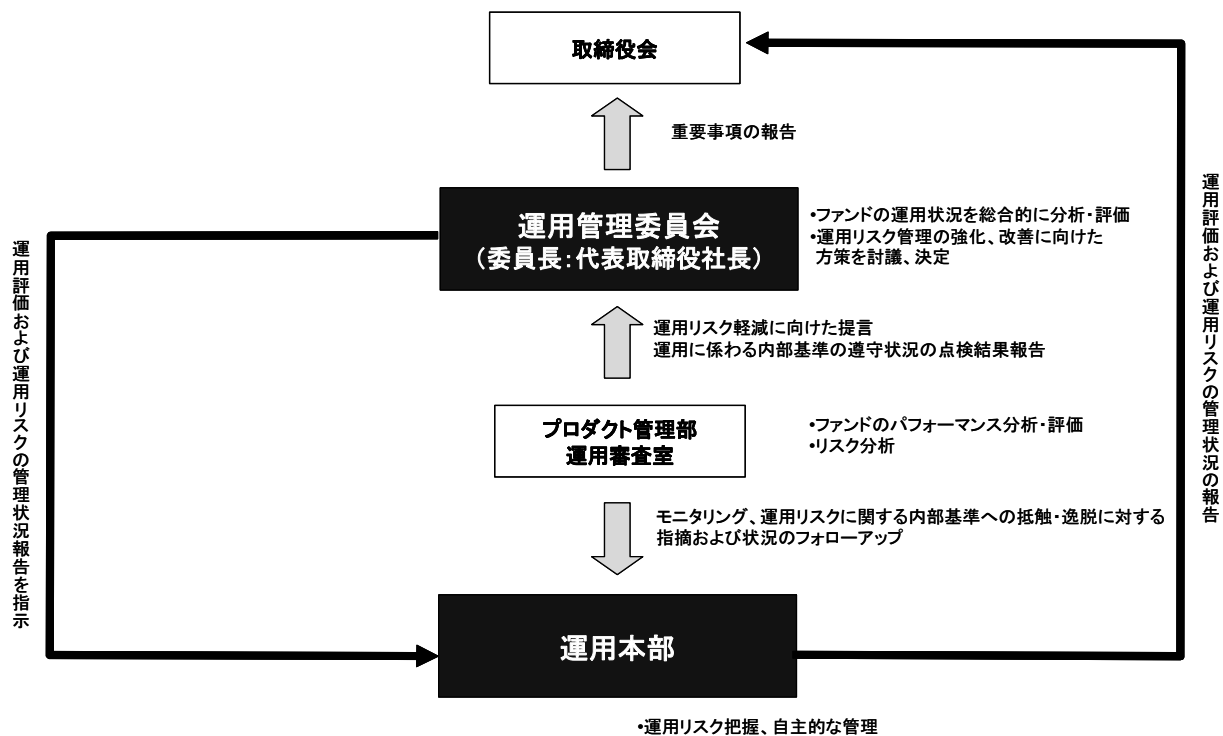 取締役会
重要事項の報告
運用管理委員会
（委員長：代表取締役社長）
•ファンドの運用状況を総合的に分析・評価
•運用リスク管理の強化、改善に向けた
方策を討議、決定
運用リスク軽減に向けた提言
運用に係わる内部基準の遵守状況の点検結果報告
プロダクト管理部
運用審査室
•ファンドのパフォーマンス分析・評価
•リスク分析
モニタリング、運用リスクに関する内部基準への抵触・逸脱に対する
指摘および状況のフォローアップ
運用本部
•運用リスク把握、自主的な管理
運用評価および運用リスクの管理状況報告を指示
運用評価および運用リスクの管理状況の報告